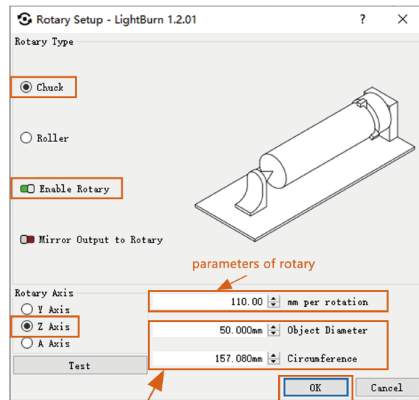 Rotary Setup - LightBurn 1.2.01
Rotary Type
Chuck
Roller
Enable Rotary
Mirror Output to Rotary
parameters of rotary
Rotary Axis
Y Axis
Z Axis
A Axis
110.00 mm per rotation
50.000mm Object Diameter
157.080mm Circumference
Test
OK Cancel